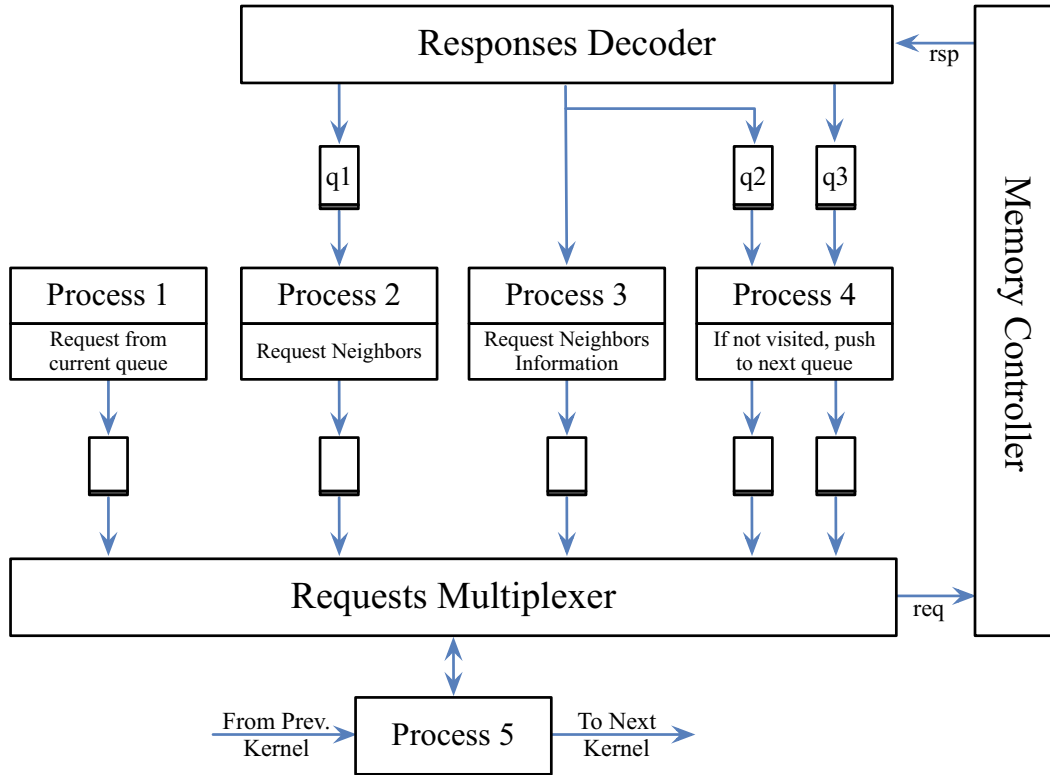 Responses Decoder
rsp
q1
q2
q3
Memory Controller
Process 1
Request from
current queue
Process 2
Request Neighbors
Process 3
Request Neighbors
Information
Process 4
If not visited, push
to next queue
Requests Multiplexer
req
From Prev.
Kernel
Process 5
To Next
Kernel